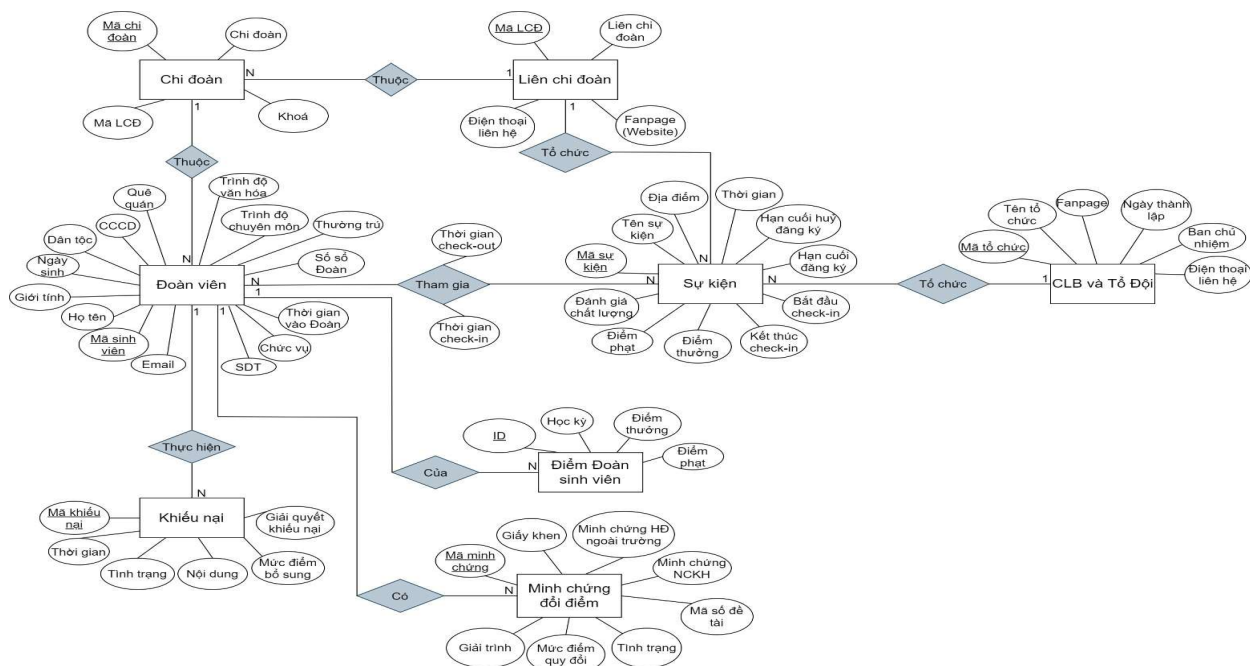 Mã chi
đoàn
Chi đoàn
Chi đoàn
Mã LCĐ
Khoá
N
1
Thuộc
1
Mã LCĐ
Liên chi
đoàn
Liên chi đoàn
Điện thoại
liên hệ
Fanpage
(Website)
1
Tổ chức
Thuộc
Quê
quán
Trình độ
văn hóa
CCCD
Trình độ
chuyên môn
Thường trú
Dân tộc
Số sổ
Đoàn
Ngày
sinh
Đoàn viên
N
N
1
1
1
Giới tính
Họ tên
Mã sinh
viên
Email
SDT
Chức vụ
Thời gian
vào Đoàn
Thời gian
check-out
Tham gia
Thời gian
check-in
N
Địa điểm
Thời gian
Tên sự
kiện
Hạn cuối huỷ
đăng ký
Mã sự
kiện
Hạn cuối
đăng ký
N
Sự kiện
N
Đánh giá
chất lượng
Bắt đầu
check-in
Điểm phạt
Điểm
thưởng
Kết thúc
check-in
Tổ chức
1
Tên tổ
chức
Fanpage
Ngày thành
lập
Mã tổ chức
Ban chủ
nhiệm
CLB và Tổ Đội
Điện thoại
liên hệ
Thực hiện
N
Mã khiếu
nại
Khiếu nại
Giải quyết
khiếu nại
Thời gian
Tình trạng
Nội dung
Mức điểm
bổ sung
Của
N
ID
Học kỳ
Điểm
thướng
Điểm
phạt
Điểm Đoàn
sinh viên
Có
N
Mã minh
chứng
Giấy khen
Minh chứng HĐ
ngoài trường
Minh chứng
NCKH
Minh chứng
đổi điểm
Mã số đề
tài
Giải trình
Mức điểm
quy đổi
Tình trạng